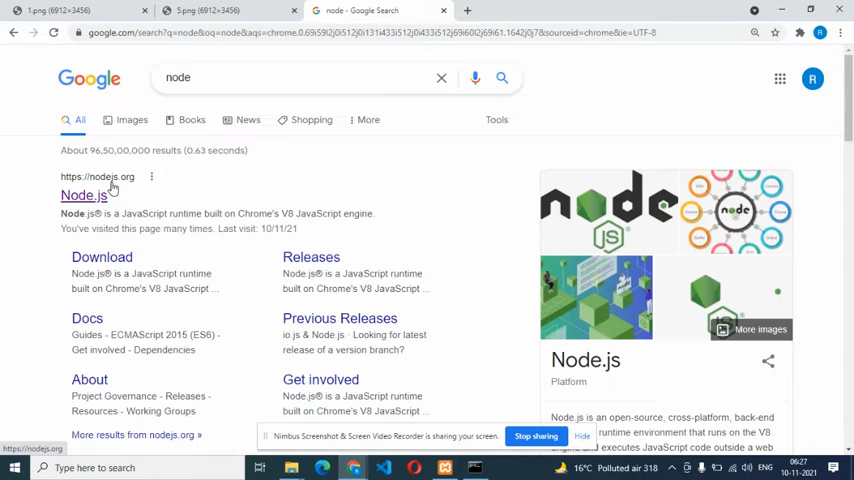 1.png (6912×3456)
5.png (6912×3456)
node - Google Search
google.com/search?q=node&oq=node&aqs=chrome.0.69i59l2j0i512j0i131i433i512j0i512j0i433i512j69i60l2j69i61.1642j0j7&sourceid=chrome&ie=UTF-8
R
Google
node
R
All
Images
Books
News
Shopping
More
Tools
About 96,50,00,000 results (0.63 seconds)
https://nodejs.org
Node.js
Node.js® is a JavaScript runtime built on Chrome's V8 JavaScript engine.
You've visited this page many times. Last visit: 10/11/21
Download
Node.js® is a JavaScript runtime
built on Chrome's V8 JavaScript ...
Releases
Node.js® is a JavaScript runtime
built on Chrome's V8 JavaScript ...
Docs
Guides - ECMAScript 2015 (ES6) -
Get involved - Dependencies
Previous Releases
io.js & Node.js · Looking for latest
release of a version branch?
About
Project Governance - Releases -
Resources - Working Groups
Get involved
Node.js® is a JavaScript runtime
built on Chrome's V8 JavaScript ...
More results from nodejs.org »
node
JS
node
More images
Node.js
Platform
Node.js is an open-source, cross-platform, back-end
runtime environment that runs on the V8
and executes JavaScript code outside a web
https://nodejs.org
Nimbus Screenshot & Screen Video Recorder is sharing your screen.
Stop sharing
Hide
Type here to search
16°C Polluted air 318
ENG
06:27
10-11-2021